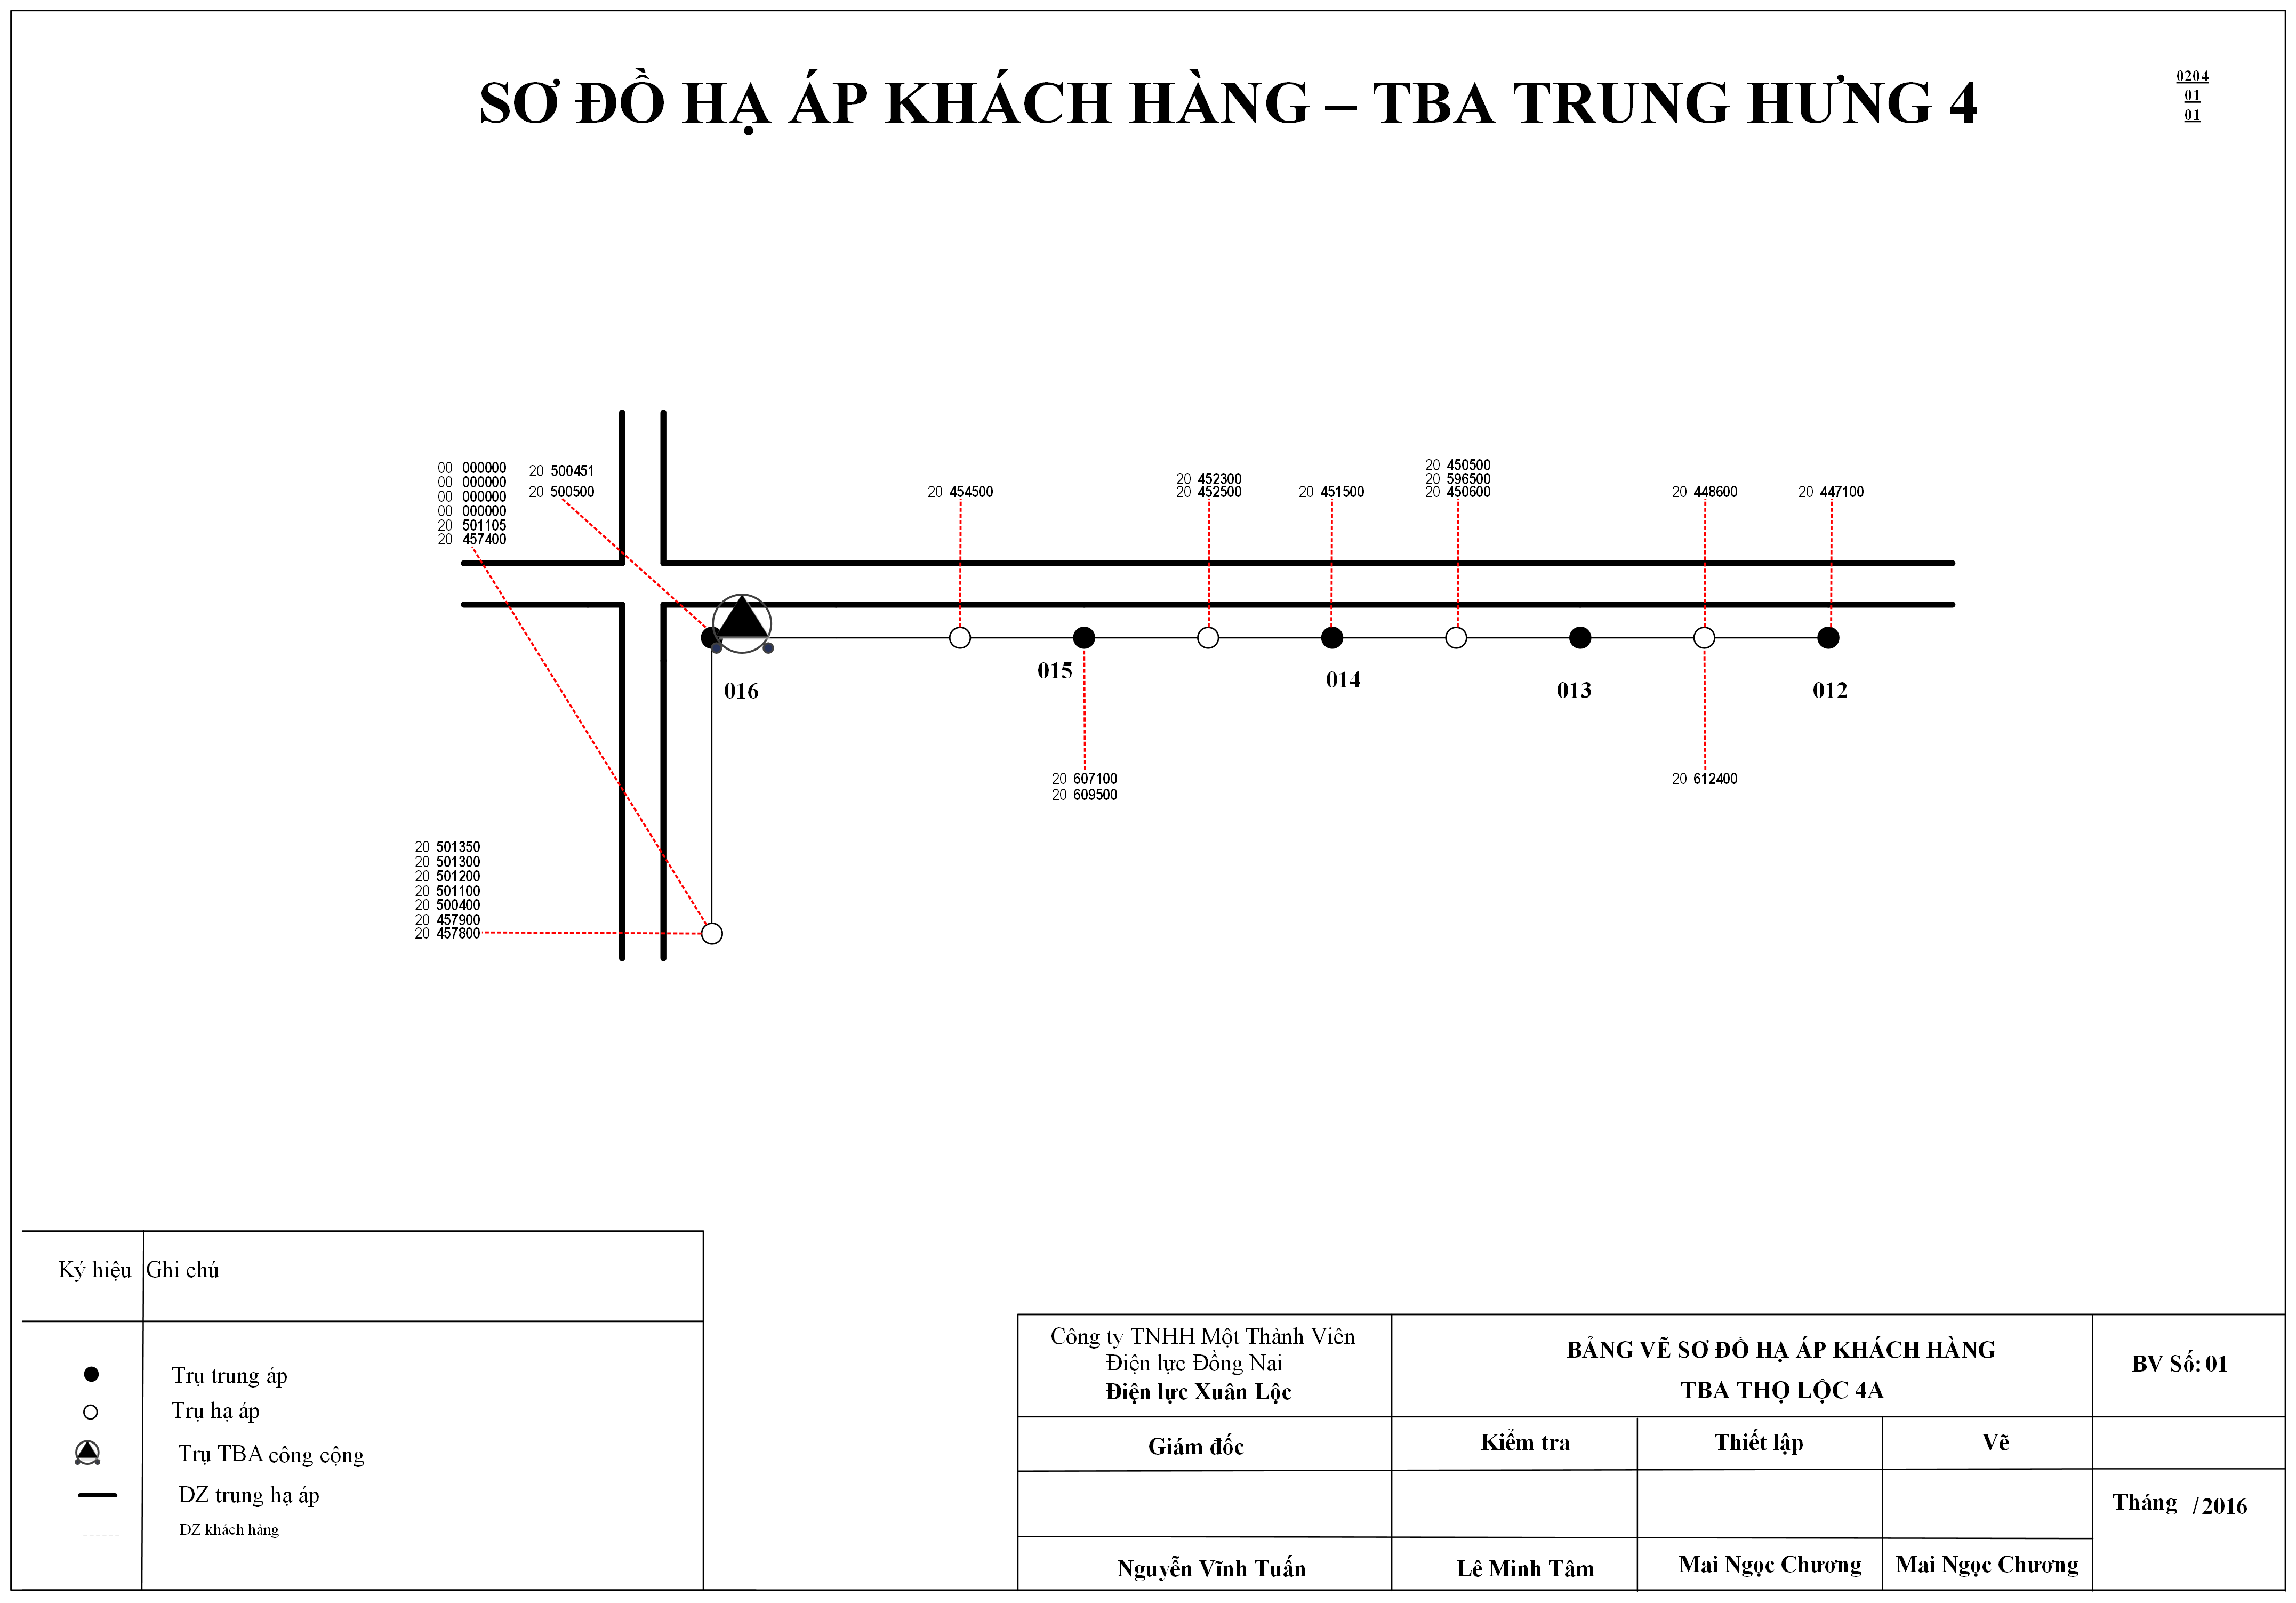 SƠ ĐỒ HẠ ÁP KHÁCH HÀNG – TBA TRUNG HƯNG 4
0204
01
01
00 000000
00 000000
00 000000
00 000000
20 501105
20 457400
20 500451
20 500500
20 454500
20 452300
20 452500
20 451500
20 450500
20 596500
20 450600
20 448600
20 447100
016
015
014
013
012
20 607100
20 609500
20 612400
20 501350
20 501300
20 501200
20 501100
20 500400
20 457900
20 457800
Ký hiệu Ghi chú
Trụ trung áp
Trụ hạ áp
Trụ TBA công cộng
DZ trung hạ áp
DZ khách hàng
Công ty TNHH Một Thành Viên
Điện lực Đồng Nai
Điện lực Xuân Lộc
BẢNG VẼ SƠ ĐỒ HẠ ÁP KHÁCH HÀNG
TBA THỌ LỘC 4A
BV Số: 01
Giám đốc
Kiểm tra
Thiết lập
Vẽ
Tháng /2016
Nguyễn Vĩnh Tuấn
Lê Minh Tâm
Mai Ngọc Chương
Mai Ngọc Chương